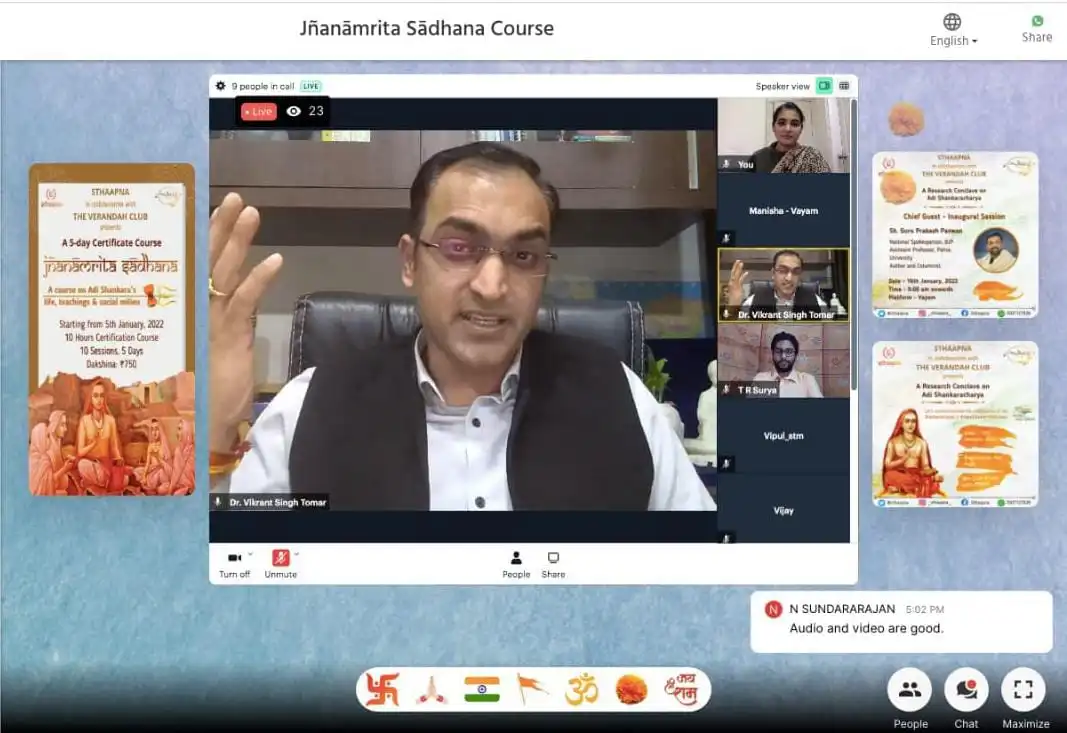 Jñanāmrita Sādhana Course
English
Share
9 people in call LIVE
Speaker view
Live 23
You
Manisha - Vayam
Dr. Vikrant Singh Tomar
T R Surya
Vipul_stm
Vijay
Dr. Vikrant Singh Tomar
Turn off
Unmute
People
Share
STHAAPNA
in collaboration with
THE VERANDAH CLUB
presents
A 5-day Certificate Course
jñanāmrita sādhana
A course on Adi Shankara's
life, teachings & social milieu
Starting from 5th January, 2022
10 Hours Certification Course
10 Sessions, 5 Days
Dakshina: ₹750
STHAAPNA
in collaboration with
THE VERANDAH CLUB
presents
A Research Conclave on
Adi Shankaracharya
Chief Guest - Inaugural Session
Sh. Guru Prakash Paswan
National Spokesperson, BJP
Assistant Professor, Patna
University
Author and Columnist
Date - 16th January, 2022
Time - 9:00 am onwards
Platform - Vayam
STHAAPNA
in collaboration with
THE VERANDAH CLUB
presents
A Research Conclave on
Adi Shankaracharya
N
N SUNDARARAJAN 5:02 PM
Audio and video are good.
ॐ
जय
श्री राम
People
Chat
Maximize